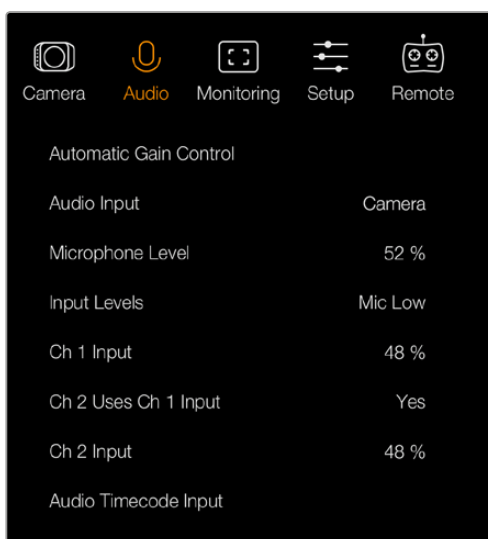 Camera Audio Monitoring Setup Remote
Automatic Gain Control
Audio Input Camera
Microphone Level 52 %
Input Levels Mic Low
Ch 1 Input 48 %
Ch 2 Uses Ch 1 Input Yes
Ch 2 Input 48 %
Audio Timecode Input